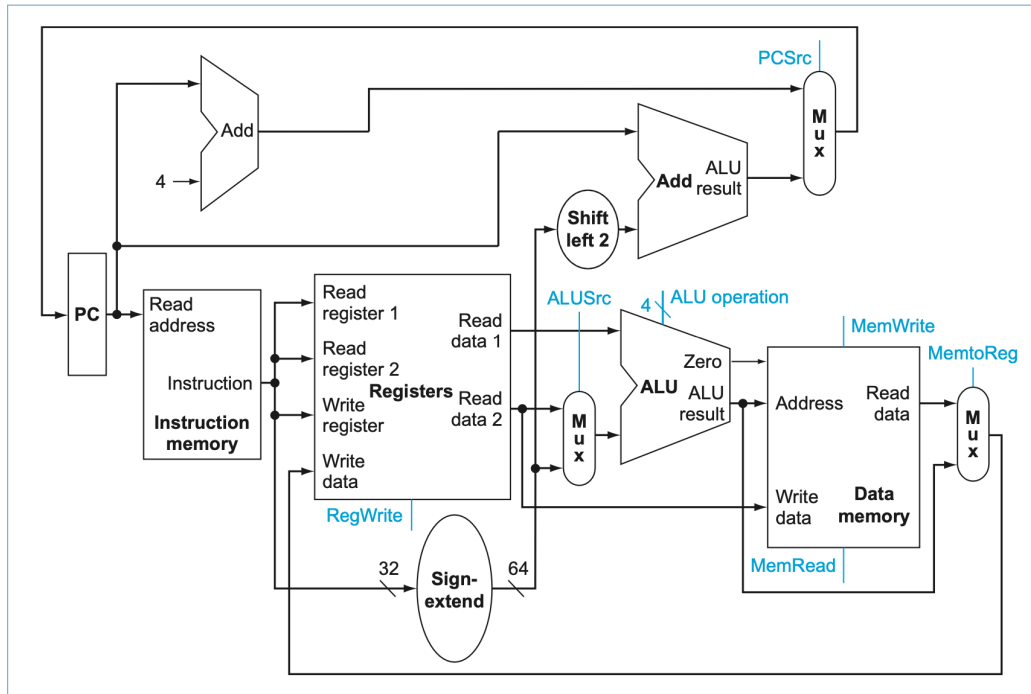 PCSrc
M
u
x
Add
4
Add
ALU
result
Shift
left 2
PC
Read
address
Instruction
Instruction
memory
Read
register 1
Read
register 2
Write
register
Write
data
Registers
Read
data 1
Read
data 2
RegWrite
ALUSrc
M
u
x
4
ALU operation
Zero
ALU
ALU
result
MemWrite
Address
Read
data
Write
data
Data
memory
MemRead
MemtoReg
M
u
x
32
Sign-
extend
64